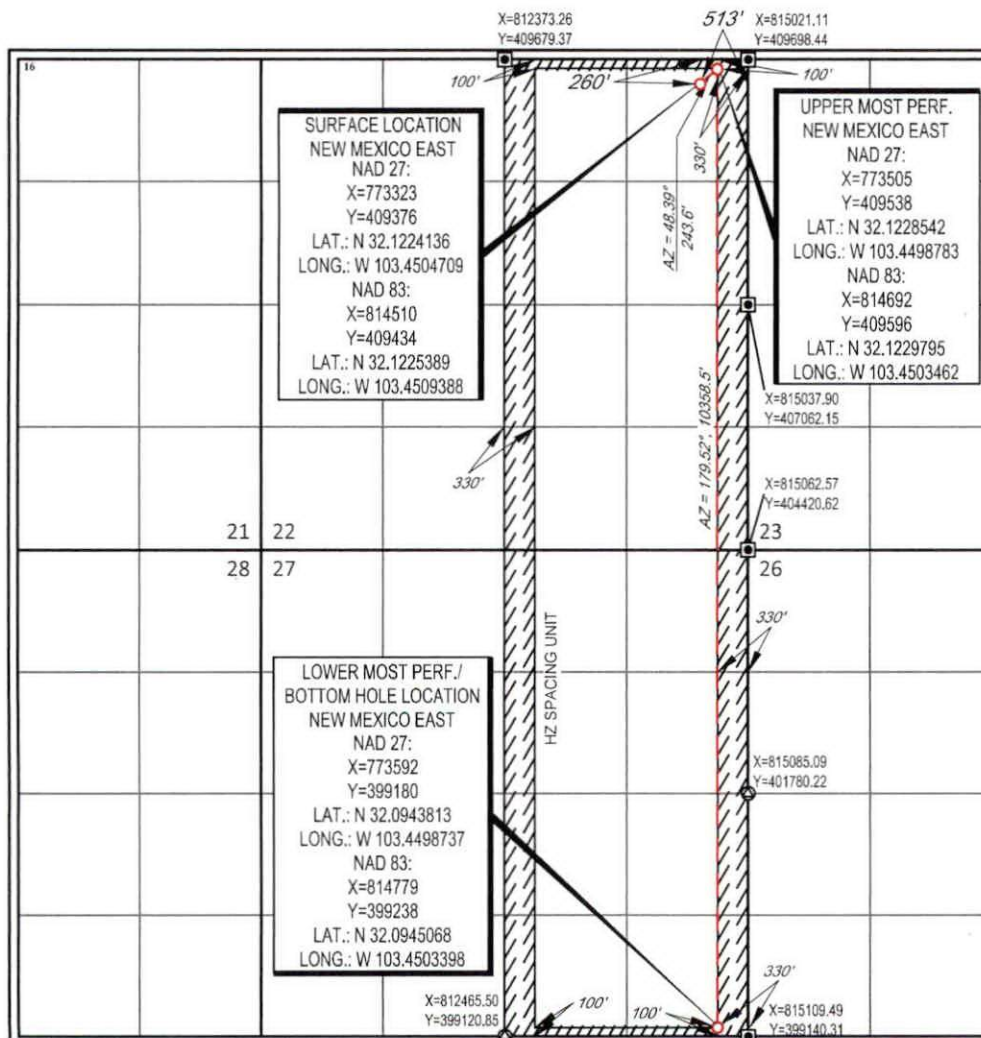 X=812373.26
Y=409679.37
513'
X=815021.11
Y=409698.44
16
100'
260'
100'
SURFACE LOCATION
NEW MEXICO EAST
NAD 27:
X=773323
Y=409376
LAT.: N 32.1224136
LONG.: W 103.4504709
NAD 83:
X=814510
Y=409434
LAT.: N 32.1225389
LONG.: W 103.4509388
330'
AZ = 48.39°
243.6'
UPPER MOST PERF.
NEW MEXICO EAST
NAD 27:
X=773505
Y=409538
LAT.: N 32.1228542
LONG.: W 103.4498783
NAD 83:
X=814692
Y=409596
LAT.: N 32.1229795
LONG.: W 103.4503462
X=815037.90
Y=407062.15
AZ = 179.52°, 10358.5'
330'
X=815062.57
Y=404420.62
21 22
23
28 27
26
HZ SPACING UNIT
330'
LOWER MOST PERF./
BOTTOM HOLE LOCATION
NEW MEXICO EAST
NAD 27:
X=773592
Y=399180
LAT.: N 32.0943813
LONG.: W 103.4498737
NAD 83:
X=814779
Y=399238
LAT.: N 32.0945068
LONG.: W 103.4503398
X=815085.09
Y=401780.22
330'
X=812465.50
Y=399120.85
100'
100'
X=815109.49
Y=399140.31